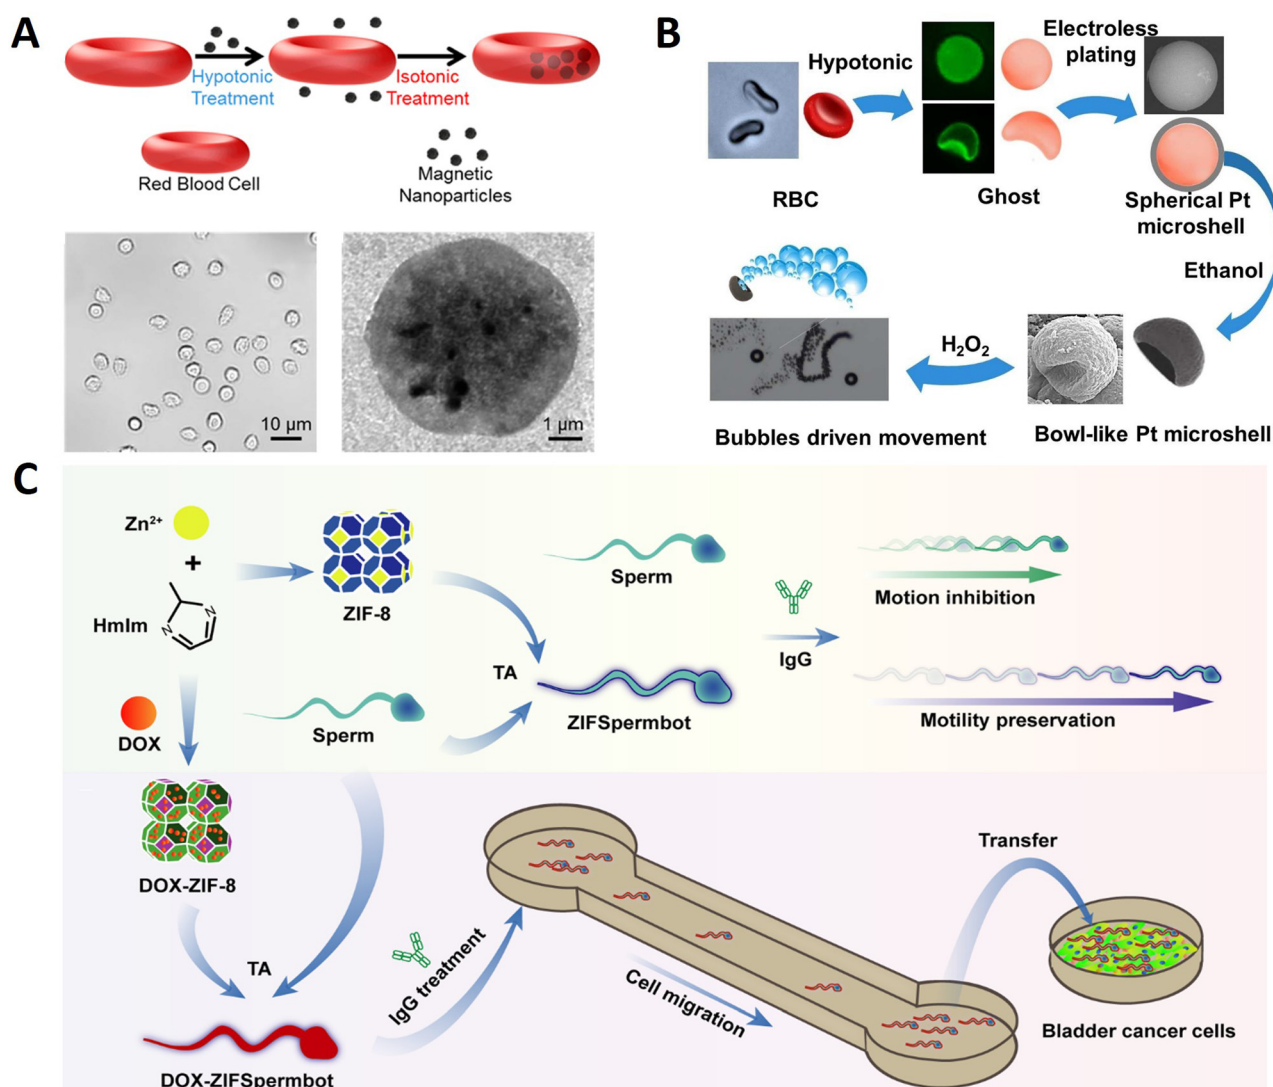 A
Hypotonic
Treatment
Isotonic
Treatment
Red Blood Cell
Magnetic
Nanoparticles
10 µm
1 µm
B
Hypotonic
Electroless
plating
RBC
Ghost
Spherical Pt
microshell
Ethanol
H₂O₂
Bubbles driven movement
Bowl-like Pt microshell
C
Zn²⁺
+
HmIm
N
N
ZIF-8
Sperm
IgG
Motion inhibition
DOX
Sperm
TA
ZIFSpermbot
Motility preservation
DOX-ZIF-8
TA
DOX-ZIFSpermbot
IgG treatment
Cell migration
Transfer
Bladder cancer cells